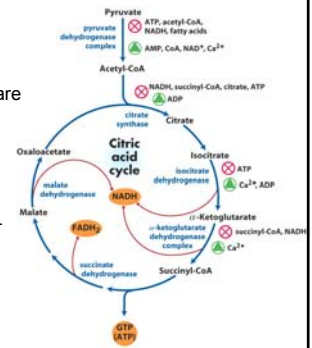 Pyruvate
pyruvate
dehydrogenase
complex
ATP, acetyl-CoA,
NADH, fatty acids
AMP, CoA, NAD⁺, Ca²⁺
Acetyl-CoA
are
NADH, succinyl-CoA, citrate, ATP
ADP
citrate
synthase
Citrate
Citric
acid
cycle
Oxaloacetate
Isocitrate
isocitrate
dehydrogenase
ATP
Ca²⁺, ADP
malate
dehydrogenase
NADH
Malate
FADH₂
α-Ketoglutarate
α-ketoglutarate
dehydrogenase
complex
succinyl-CoA, NADH
Ca²⁺
succinate
dehydrogenase
Succinyl-CoA
GTP
(ATP)